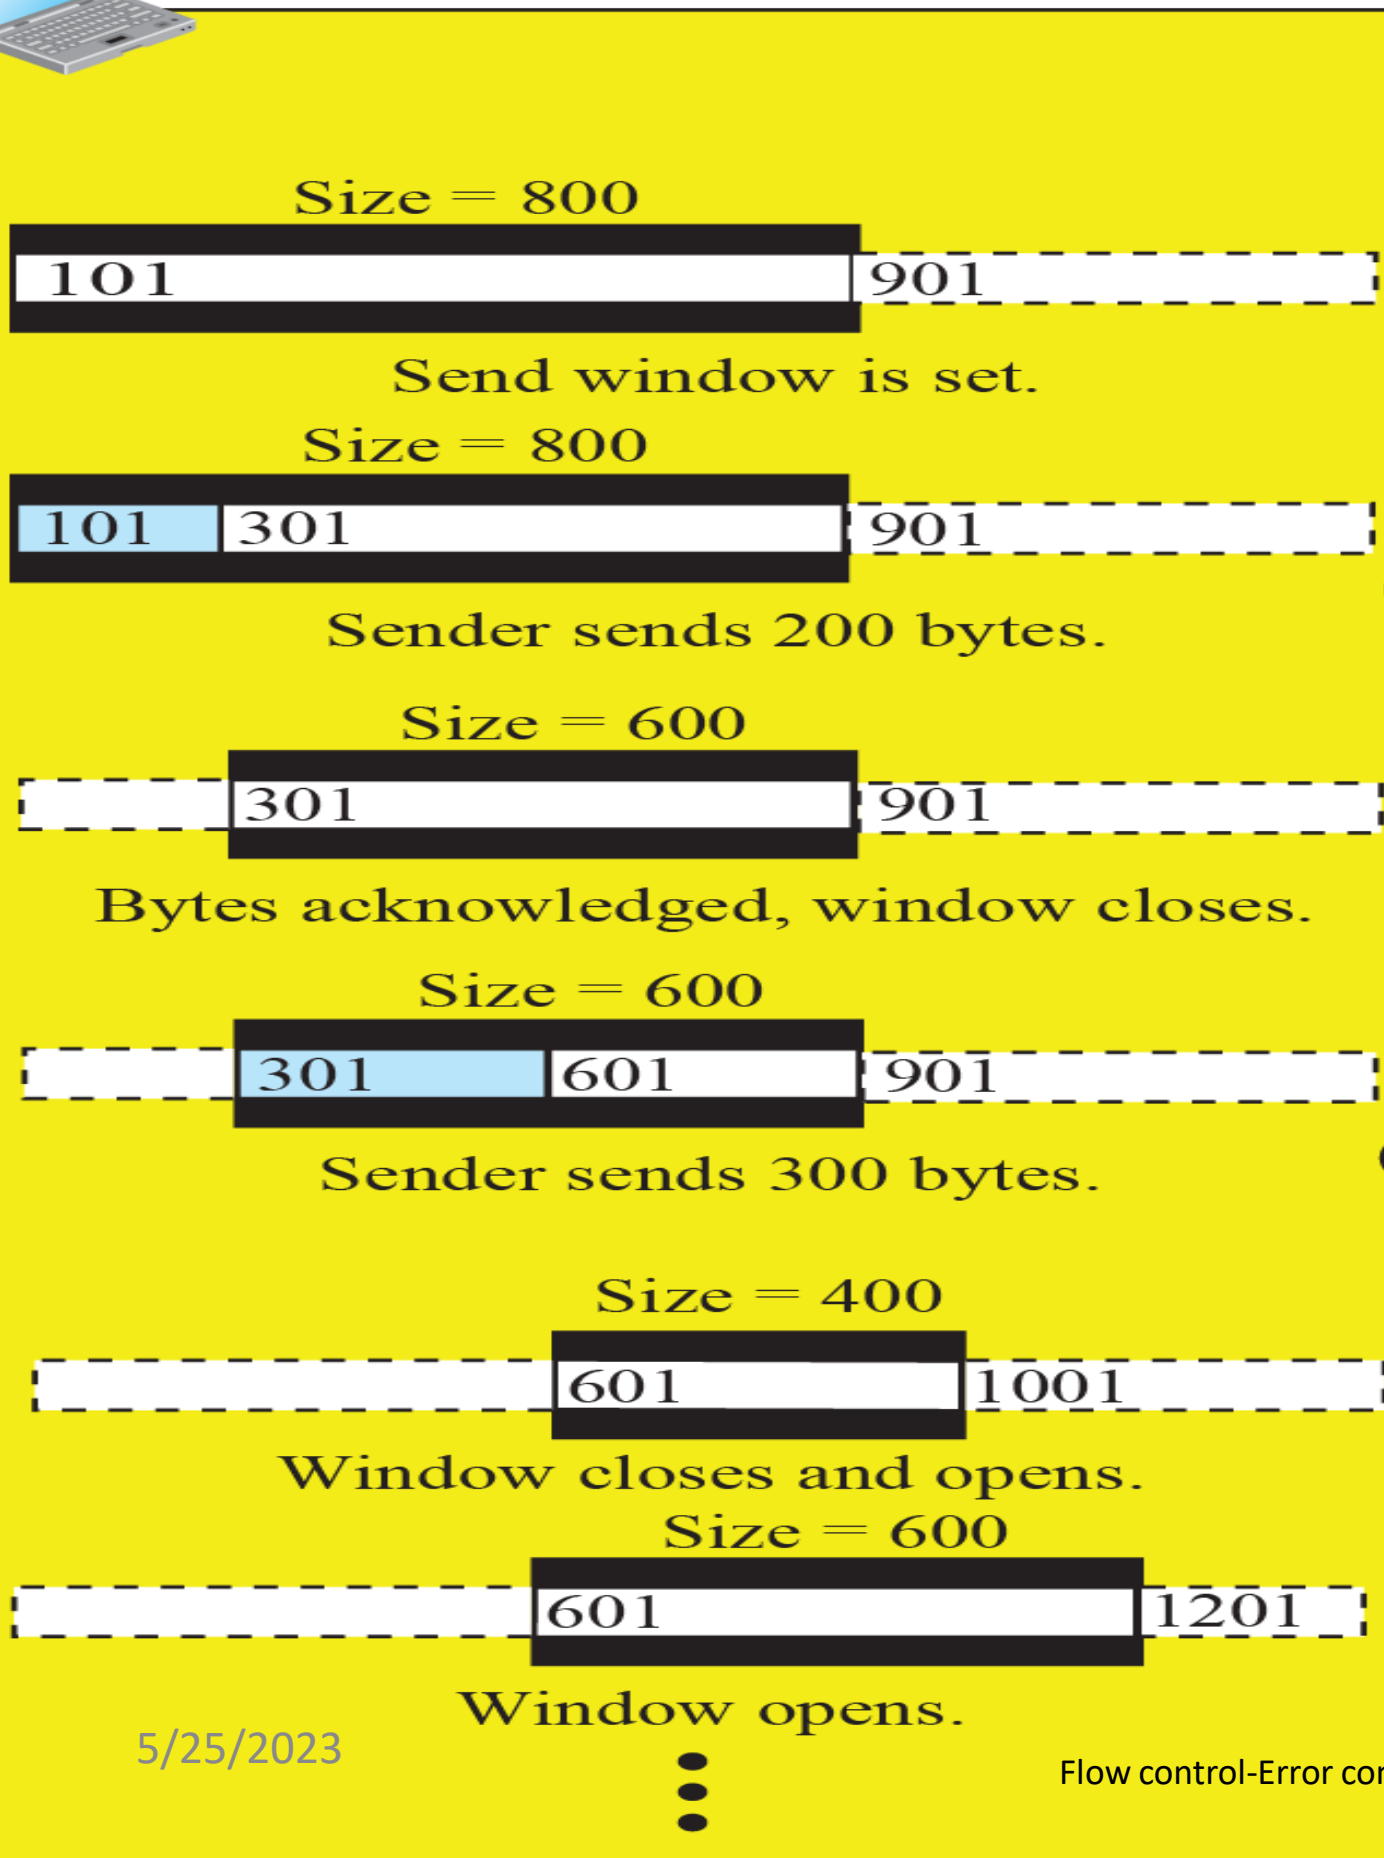 Size = 800
101 901
Send window is set.
Size = 800
101 301 901
Sender sends 200 bytes.
Size = 600
301 901
Bytes acknowledged, window closes.
Size = 600
301 601 901
Sender sends 300 bytes.
Size = 400
601 1001
Window closes and opens.
Size = 600
601 1201
Window opens.
5/25/2023
Flow control-Error